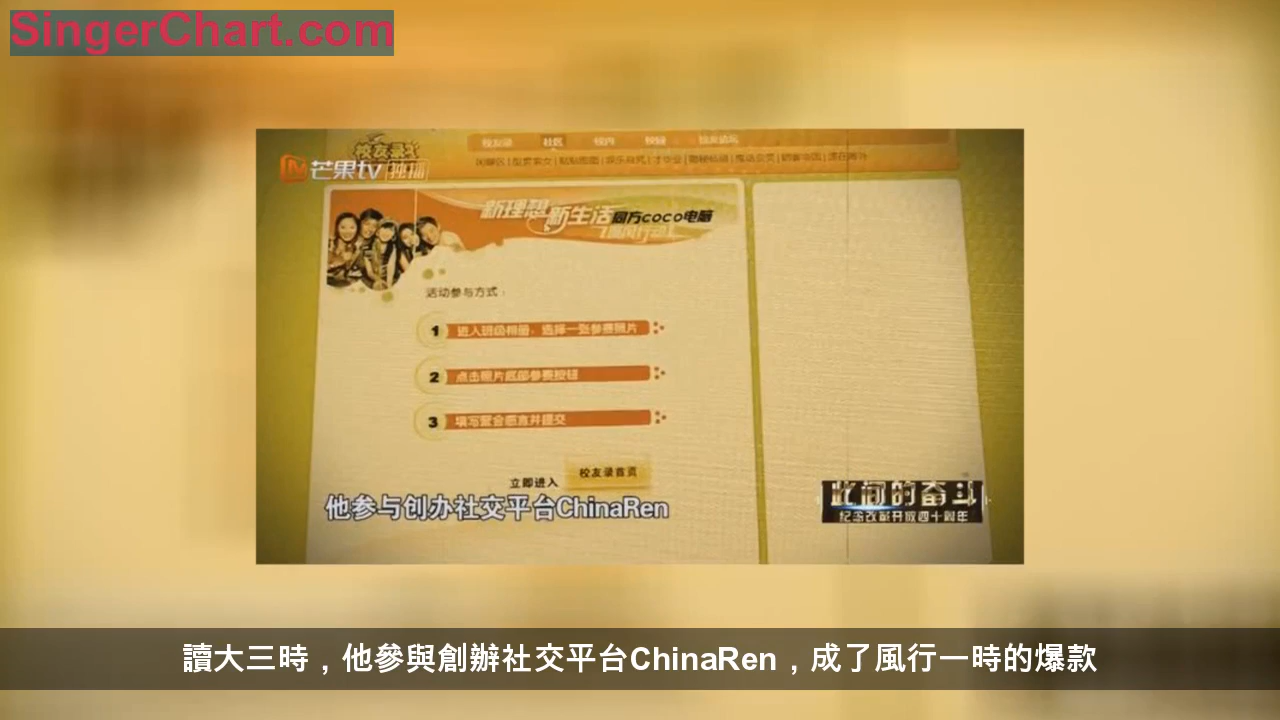 SingerChart.com
校友录
校友录 社区 校内
芒果tv 独播
新理想 新生活 同方coco电脑
活动参与方式：
1 进入班级相册，选择一张参赛照片
2 点击照片底部参赛按钮
3 填写宣言并提交
立即进入 校友录首页
他参与创办社交平台ChinaRen
此间的奋斗
纪念改革开放四十周年
讀大三時，他參與創辦社交平台ChinaRen，成了風行一時的爆款